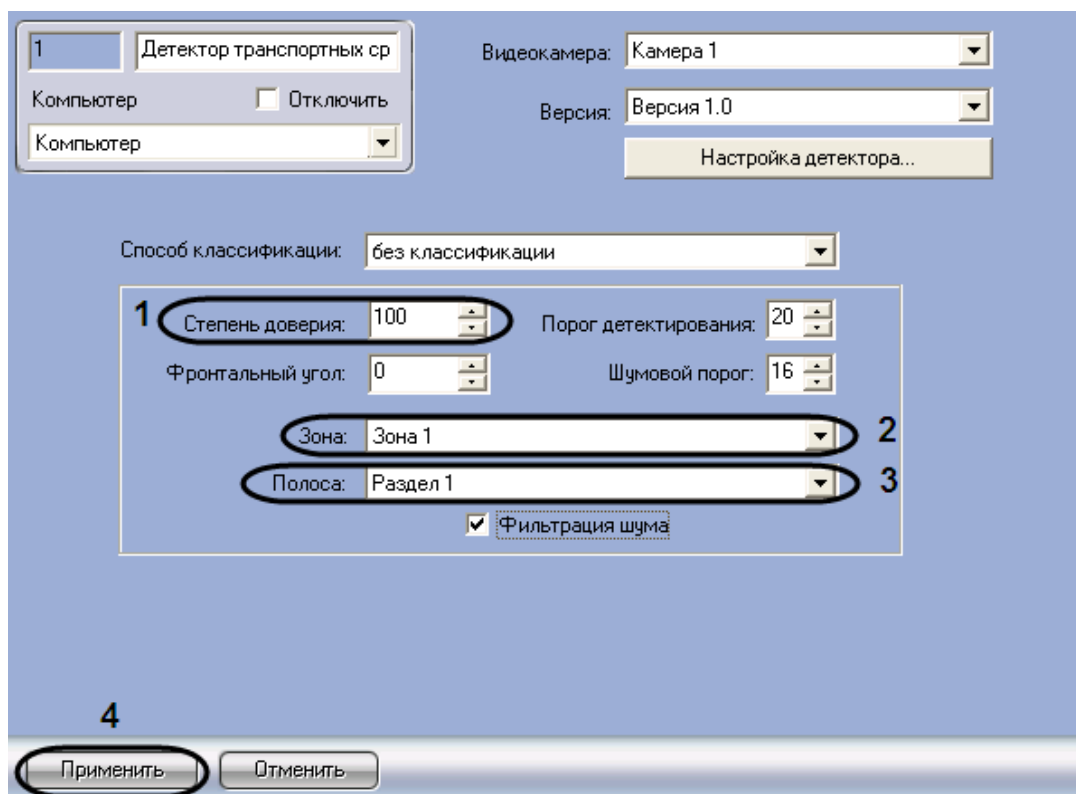 1 Детектор транспортных ср
Компьютер Отключить
Компьютер
Видеокамера: Камера 1
Версия: Версия 1.0
Настройка детектора...
Способ классификации: без классификации
1 Степень доверия: 100 Порог детектирования: 20
Фронтальный угол: 0 Шумовой порог: 16
Зона: Зона 1 2
Полоса: Раздел 1 3
Фильтрация шума
4
Применить Отменить